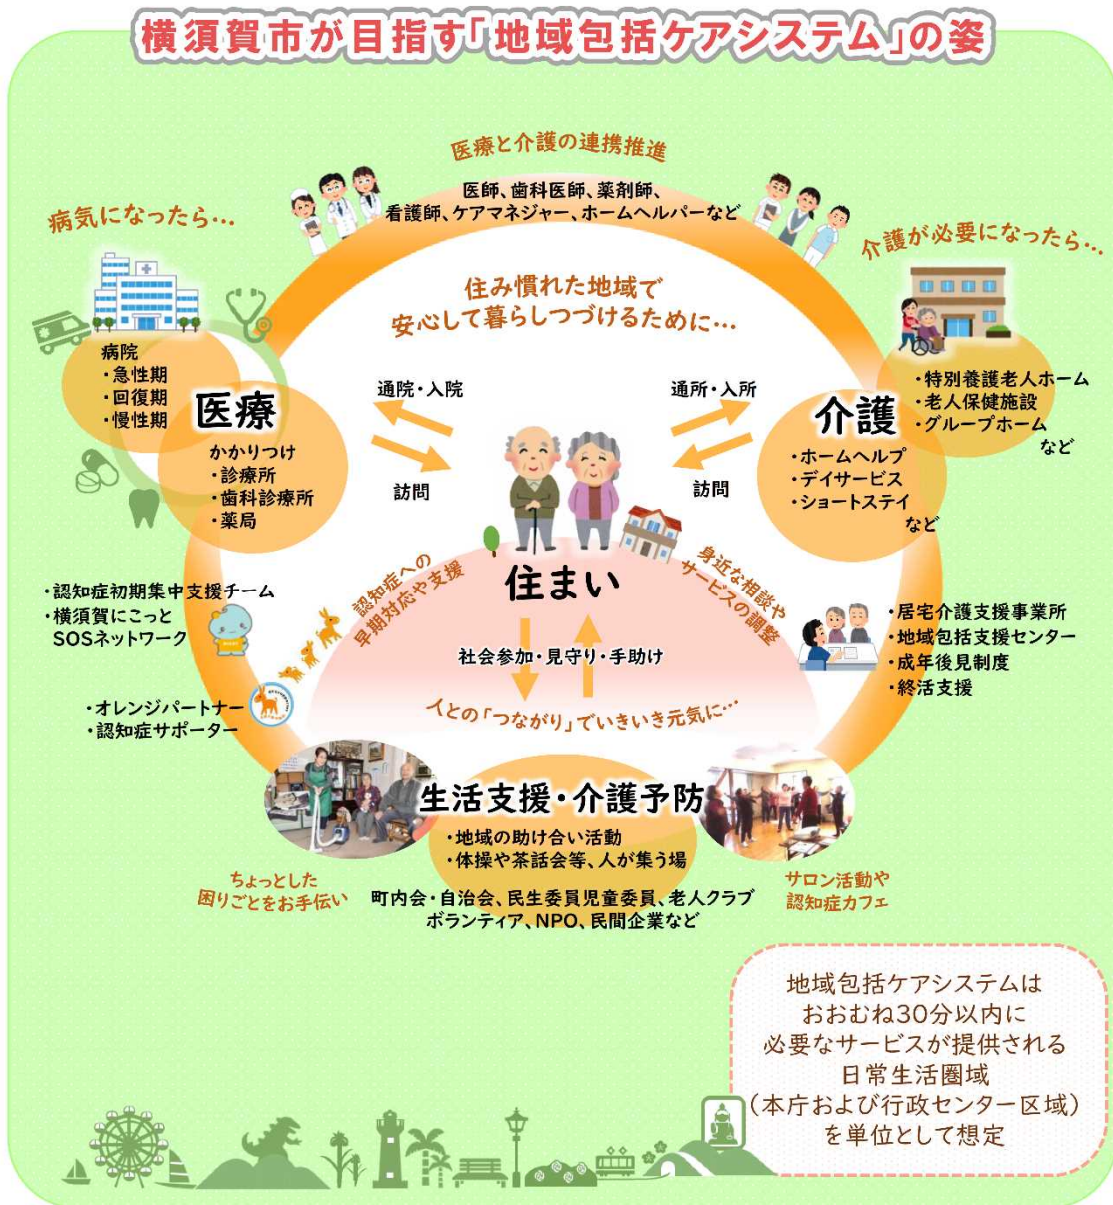 横須賀市が目指す「地域包括ケアシステム」の姿
医療と介護の連携推進
医師、歯科医師、薬剤師、
看護師、ケアマネジャー、ホームヘルパーなど
病気になったら…
介護が必要になったら…
住み慣れた地域で
安心して暮らしつづけるために…
病院
・急性期
・回復期
・慢性期
医療
かかりつけ
・診療所
・歯科診療所
・薬局
通院・入院
訪問
通所・入所
訪問
介護
・特別養護老人ホーム
・老人保健施設
・グループホーム
など
・ホームヘルプ
・デイサービス
・ショートステイ
など
住まい
認知症への
早期対応や支援
身近な相談や
サービスの調整
・認知症初期集中支援チーム
・横須賀にこっと
SOSネットワーク
・オレンジパートナー
・認知症サポーター
・居宅介護支援事業所
・地域包括支援センター
・成年後見制度
・終活支援
社会参加・見守り・手助け
人との「つながり」でいきいき元気に…
生活支援・介護予防
・地域の助け合い活動
・体操や茶話会等、人が集う場
町内会・自治会、民生委員児童委員、老人クラブ
ボランティア、NPO、民間企業など
ちょっとした
困りごとをお手伝い
サロン活動や
認知症カフェ
地域包括ケアシステムは
おおむね30分以内に
必要なサービスが提供される
日常生活圏域
(本庁および行政センター区域)
を単位として想定